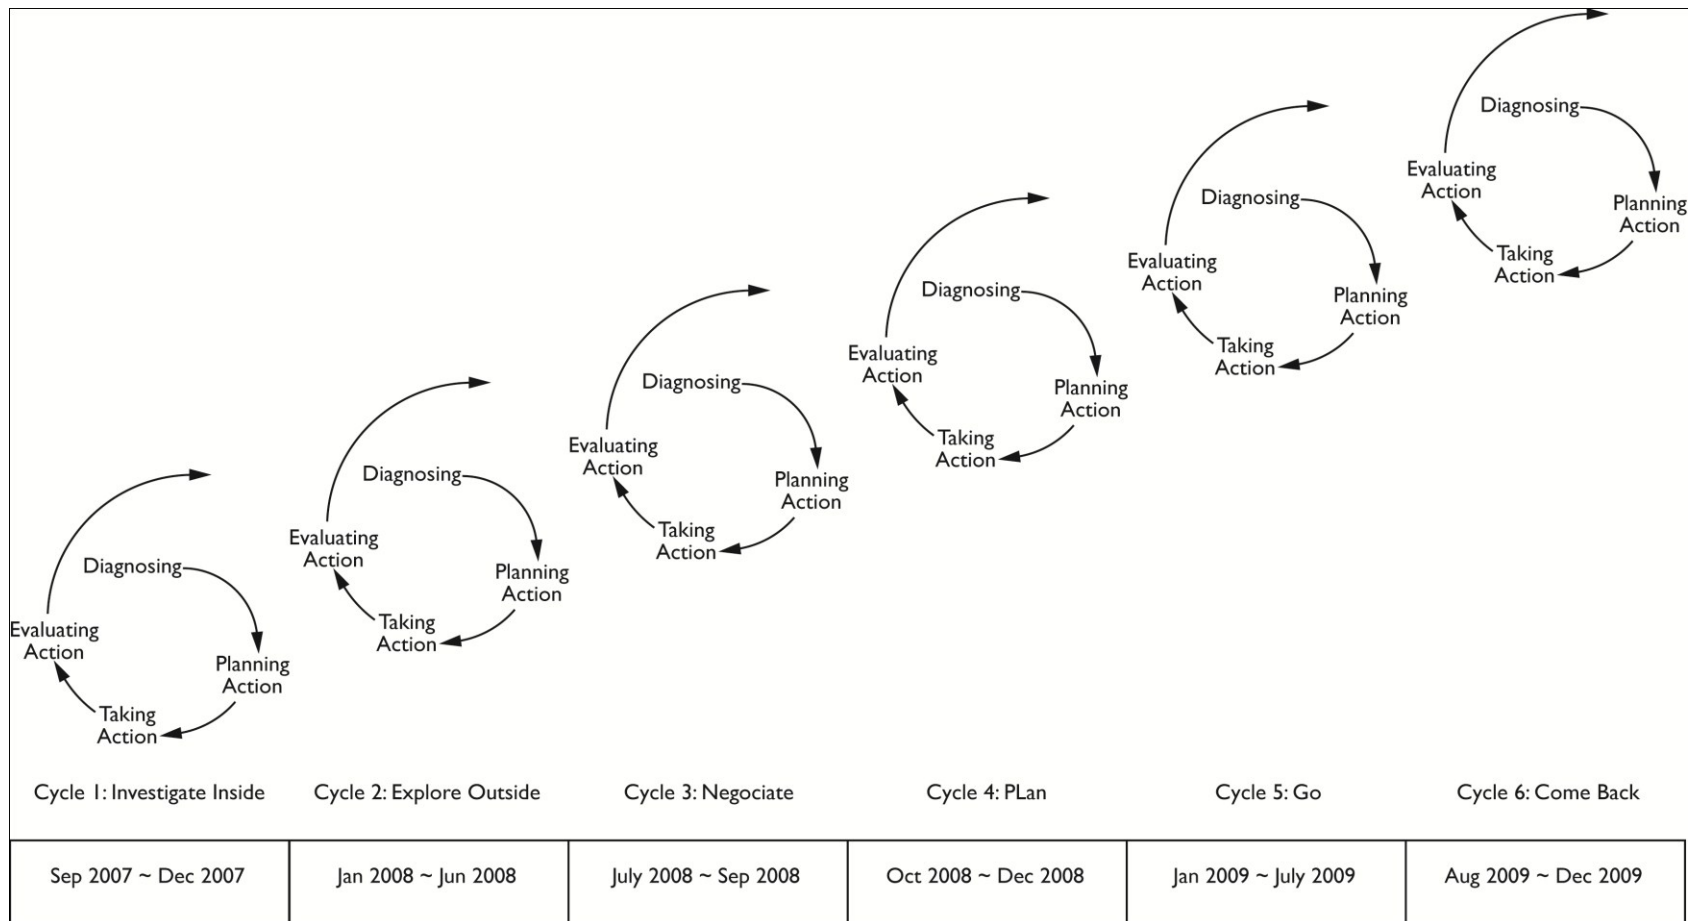 Diagnosing
Planning
Action
Taking
Action
Evaluating
Action
Diagnosing
Planning
Action
Taking
Action
Evaluating
Action
Diagnosing
Planning
Action
Taking
Action
Evaluating
Action
Diagnosing
Planning
Action
Taking
Action
Evaluating
Action
Diagnosing
Planning
Action
Taking
Action
Evaluating
Action
Diagnosing
Planning
Action
Taking
Action
Evaluating
Action
Cycle 1: Investigate Inside
Cycle 2: Explore Outside
Cycle 3: Negociate
Cycle 4: PLan
Cycle 5: Go
Cycle 6: Come Back
Sep 2007 ~ Dec 2007
Jan 2008 ~ Jun 2008
July 2008 ~ Sep 2008
Oct 2008 ~ Dec 2008
Jan 2009 ~ July 2009
Aug 2009 ~ Dec 2009